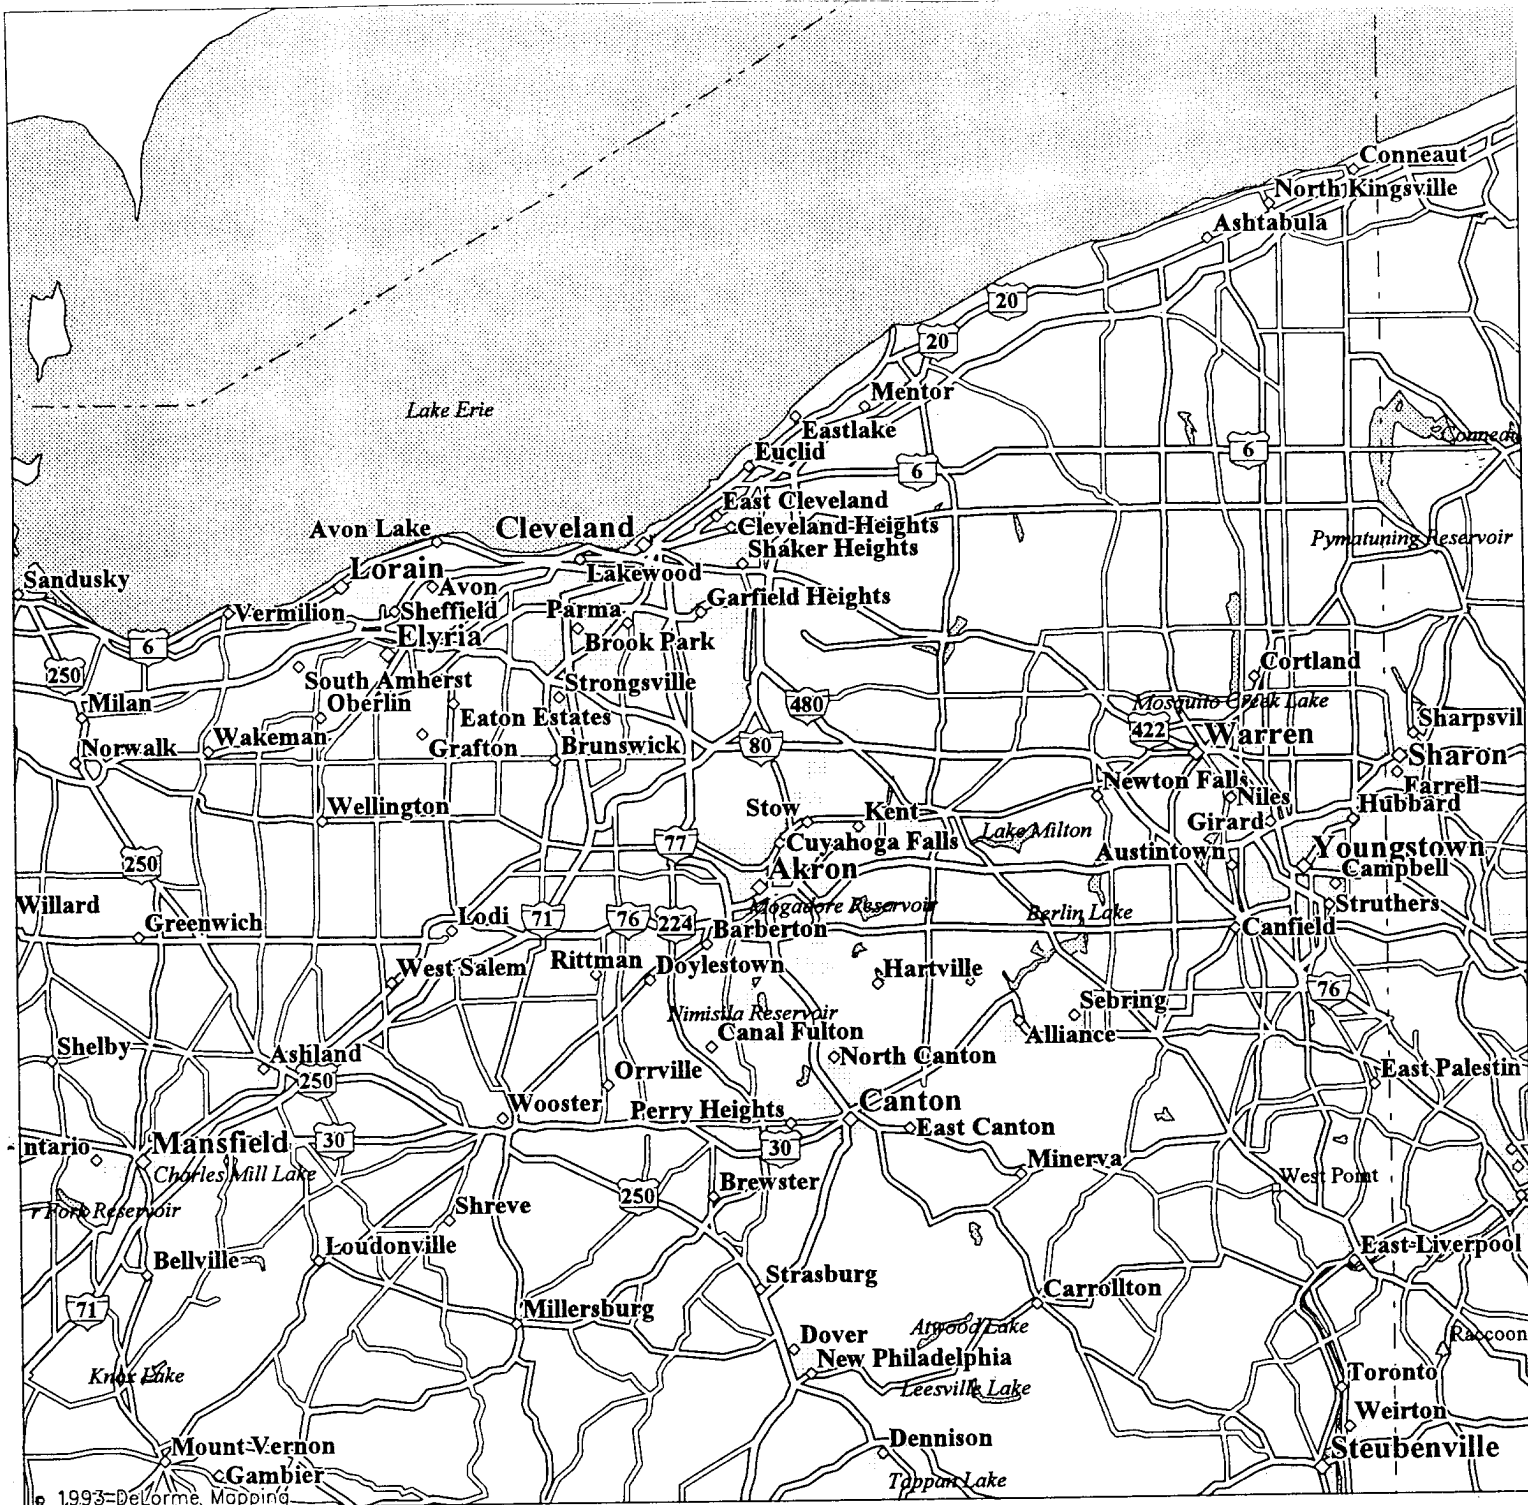 Conneaut
North Kingsville
Ashtabula
20
20
Mentor
Lake Erie
Eastlake
Conneau
Euclid
6
6
East Cleveland
Avon Lake
Cleveland
Cleveland Heights
Pymatuning Reservoir
Shaker Heights
Lorain
Lakewood
Sandusky
Avon
Garfield Heights
Vermilion
Sheffield
Parma
6
Elyria
Brook Park
Cortland
250
South Amherst
Strongsville
Milan
Oberlin
480
Mosquito Creek Lake
Eaton Estates
422
Sharpsvil
Norwalk
Wakeman
Grafton
Brunswick
80
Warren
Sharon
Newton Falls
Farrell
Wellington
Niles
Hubbard
Stow
Kent
Girard
Lake Milton
77
Cuyahoga Falls
Austintown
Youngstown
250
Akron
Campbell
Willard
Mogadore Reservoir
Struthers
Greenwich
Lodi
71
76
224
Berlin Lake
Barberton
Canfield
West Salem
Rittman
Doylestown
Hartville
76
Sebring
Nimisila Reservoir
Canal Fulton
Alliance
Shelby
Ashland
North Canton
250
Orrville
East Palestin
Wooster
Perry Heights
Canton
East Canton
ntario
Mansfield
30
30
Charles Mill Lake
Minerva
West Point
250
Brewster
r Fork Reservoir
Shreve
Bellville
Loudonville
East Liverpool
Strasburg
Carrollton
71
Millersburg
Atwood Lake
Dover
Raccoon
New Philadelphia
Knox Lake
Leesville Lake
Toronto
Weirton
Dennison
Mount Vernon
Steubenville
Gambier
Tappan Lake
1993 DeLorme Mapping